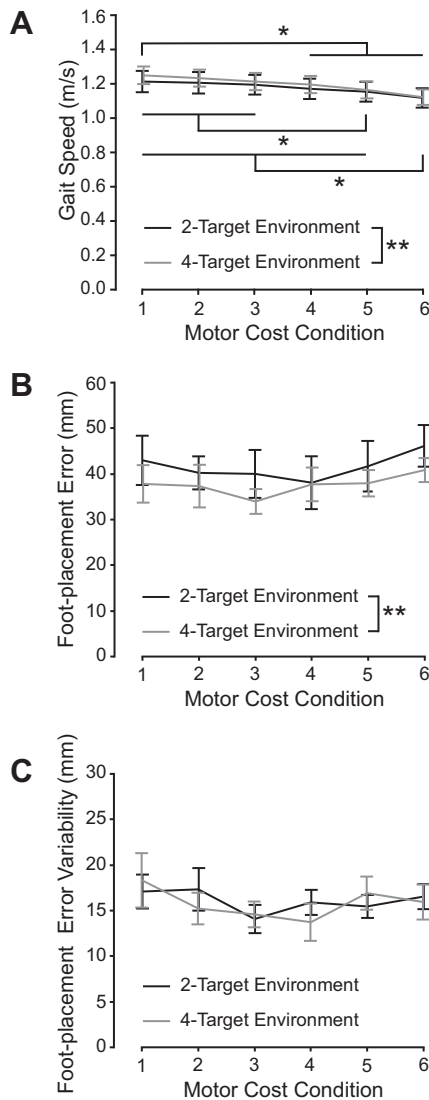 A
Gait Speed (m/s)
1.6
1.4
1.2
1.0
0.8
0.6
0.4
0.2
0.0
*
*
*
2-Target Environment
4-Target Environment
**
1 2 3 4 5 6
Motor Cost Condition
B
Foot-placement Error (mm)
60
50
40
30
20
10
0
2-Target Environment
4-Target Environment
**
1 2 3 4 5 6
Motor Cost Condition
C
Foot-placement Error Variability (mm)
30
25
20
15
10
5
0
2-Target Environment
4-Target Environment
1 2 3 4 5 6
Motor Cost Condition